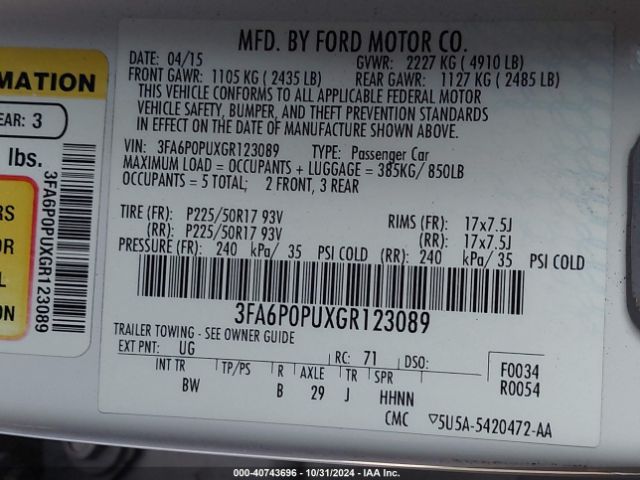 MFD. BY FORD MOTOR CO.
DATE 04/15 GVWR: 2227 KG ( 4910 LB)
FRONT GAWR: 1105 KG ( 2435 LB) REAR GAWR: 1127 KG ( 2485 LB)
THIS VEHICLE CONFORMS TO ALL APPLICABLE FEDERAL MOTOR
VEHICLE SAFETY, BUMPER, AND THEFT PREVENTION STANDARDS
IN EFFECT ON THE DATE OF MANUFACTURE SHOWN ABOVE.
VIN: 3FA6P0PUXGR123089 TYPE: Passenger Car
MAXIMUM LOAD = OCCUPANTS + LUGGAGE = 385KG/ 850LB
OCCUPANTS = 5 TOTAL; 2 FRONT, 3 REAR
TIRE (FR): P225/50R17 93V RIMS (FR): 17x7.5J
(RR): P225/50R17 93V (RR): 17x7.5J
PRESSURE (FR): 240 kPa/ 35 PSI COLD (RR): 240 kPa/ 35 PSI COLD
3FA6P0PUXGR123089
TRAILER TOWING - SEE OWNER GUIDE
EXT PNT: UG RC: 71 DSO: F0034
INT TR TP/PS R AXLE TR SPR R0054
BW B 29 J HHNN
CMC ▽5U5A-5420472-AA
RMATION
EAR: 3
lbs.
RS
OR
L
S
3FA6P0PUXGR123089
000-40743696 - 10/31/2024 - IAA Inc.